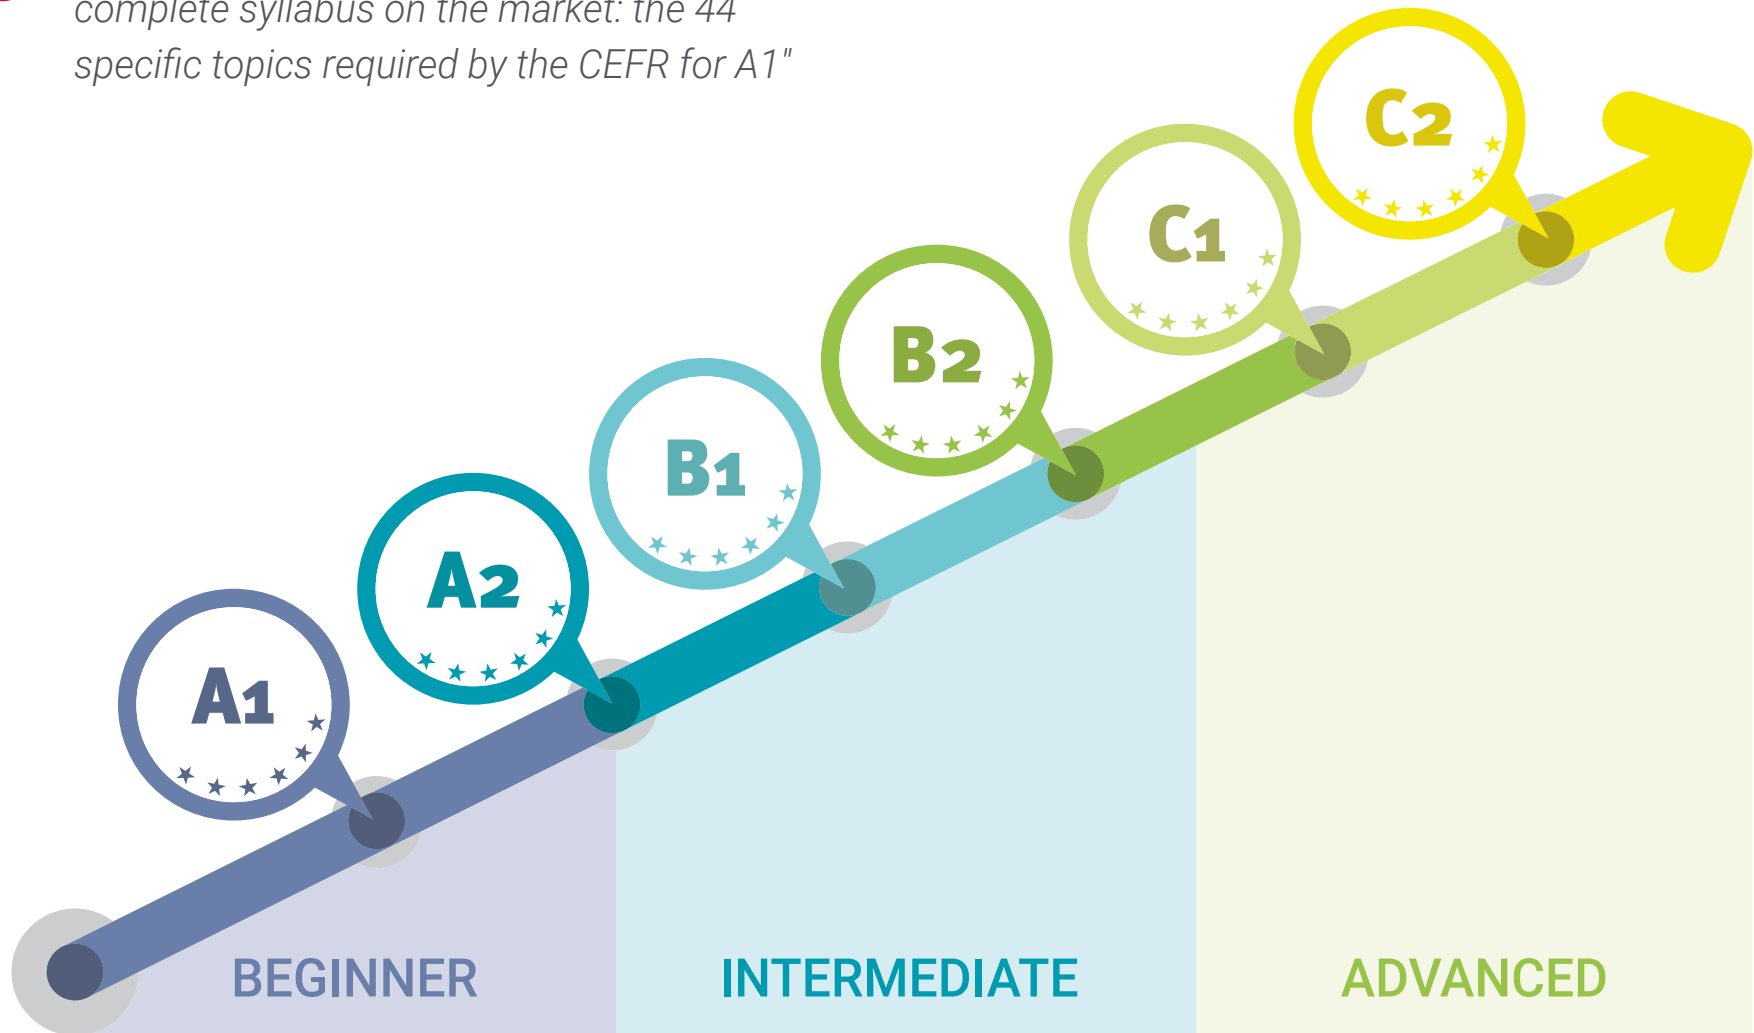 complete syllabus on the market: the 44
specific topics required by the CEFR for A1"
C2
C1
B2
B1
A2
A1
BEGINNER
INTERMEDIATE
ADVANCED